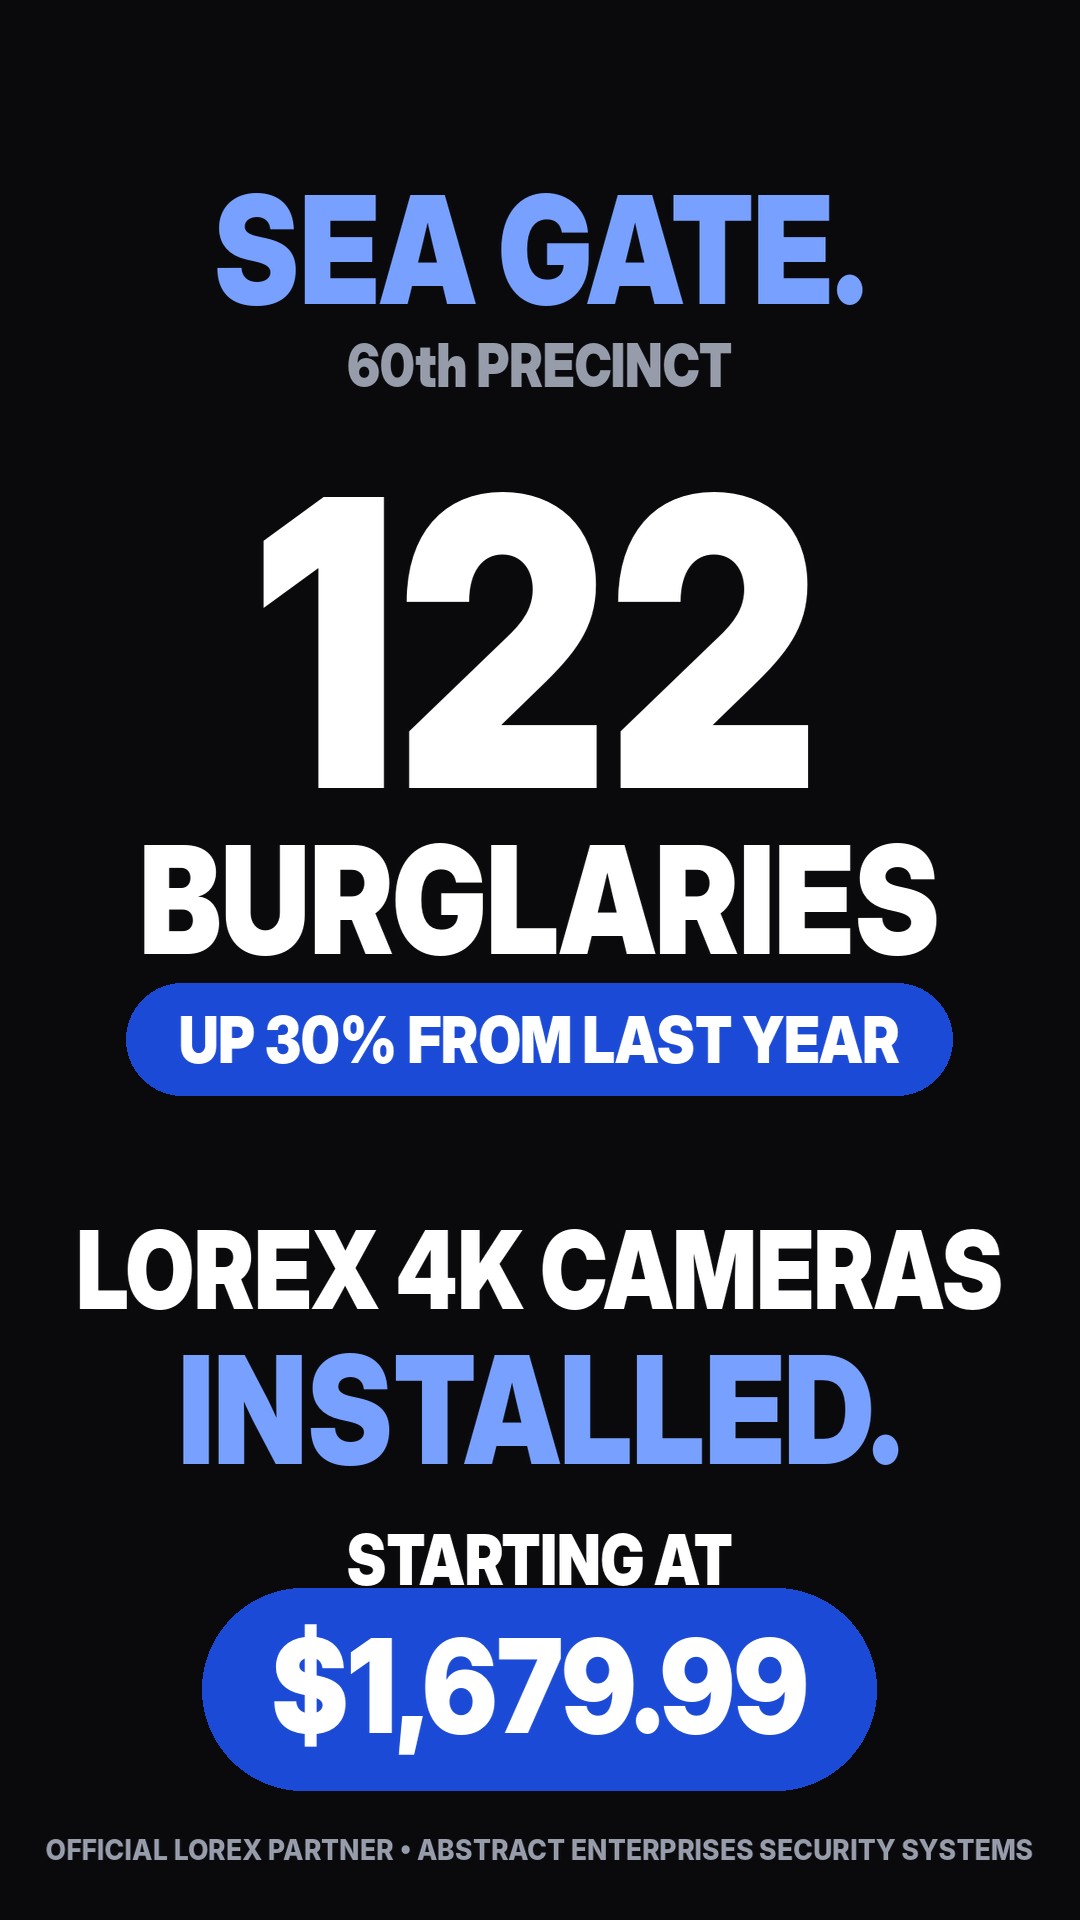 SEA GATE.
60th PRECINCT
122
BURGLARIES
UP 30% FROM LAST YEAR
LOREX 4K CAMERAS
INSTALLED.
STARTING AT
$1,679.99
OFFICIAL LOREX PARTNER • ABSTRACT ENTERPRISES SECURITY SYSTEMS